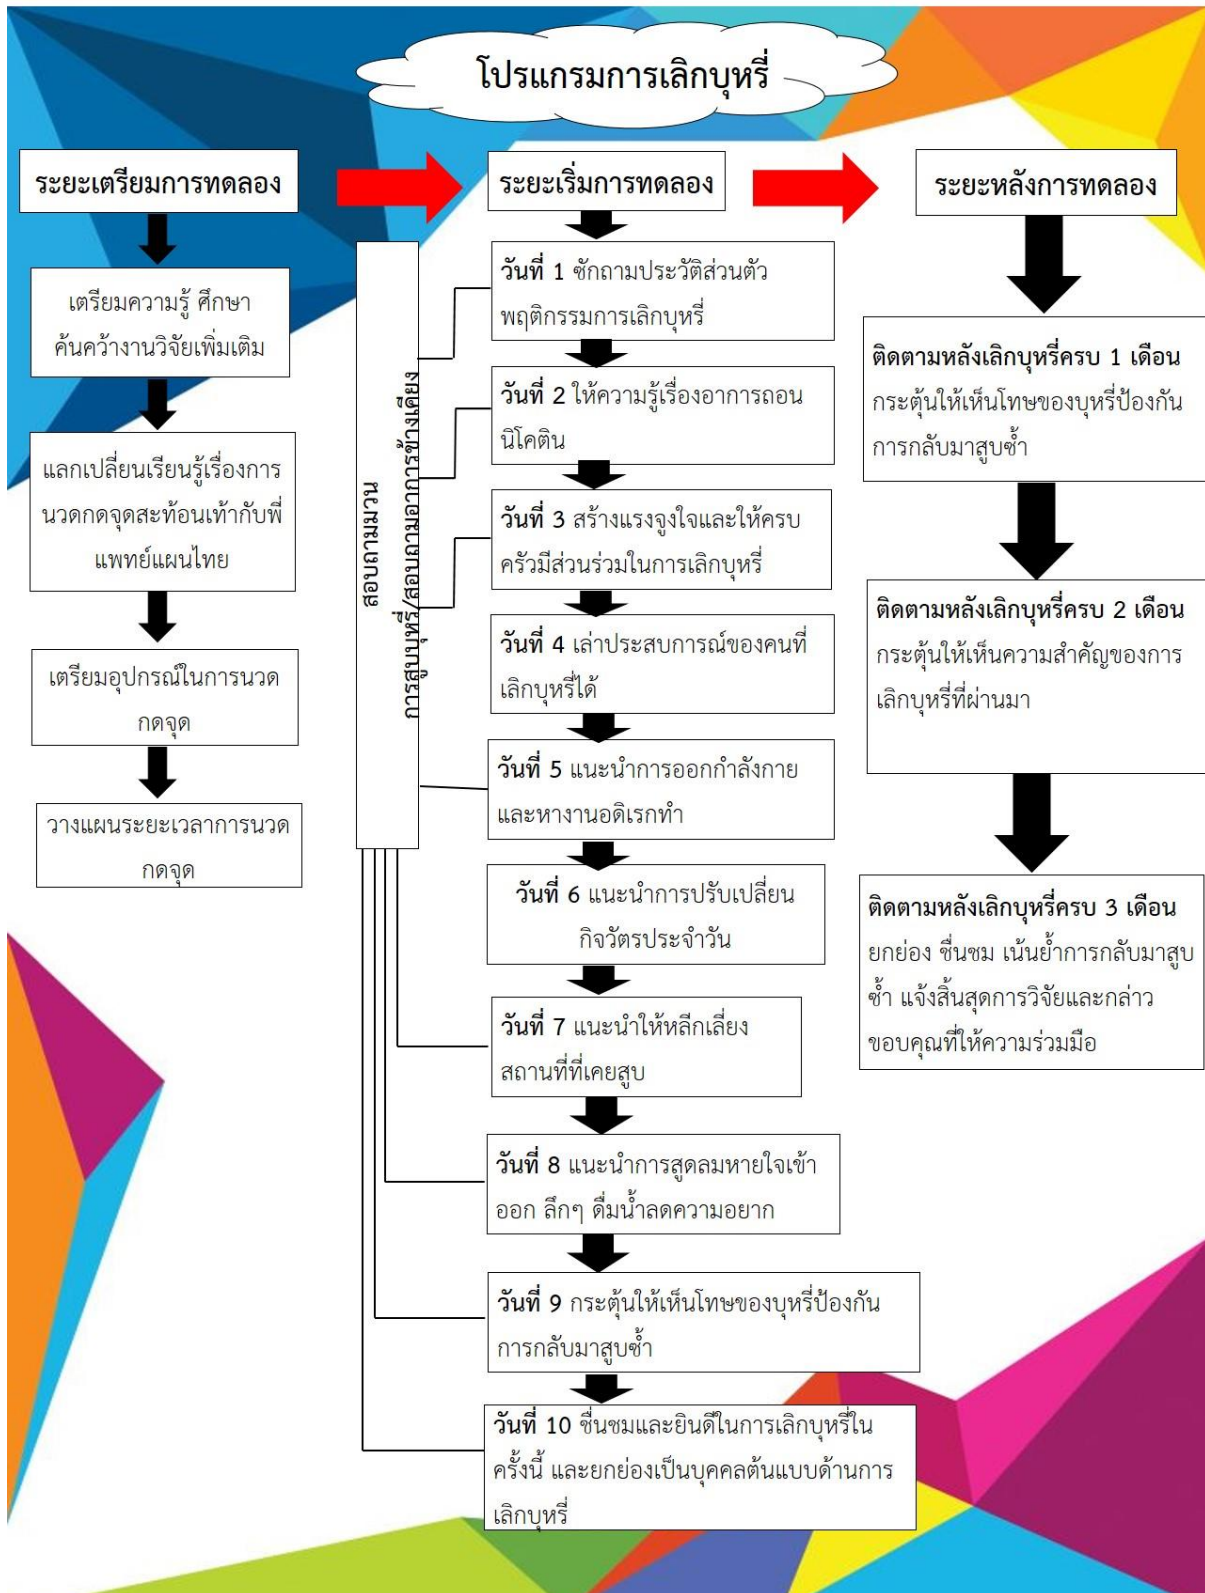 โปรแกรมการเลิกบุหรี่
ระยะเตรียมการทดลอง
เตรียมความรู้ ศึกษา
ค้นคว้างานวิจัยเพิ่มเติม
แลกเปลี่ยนเรียนรู้เรื่องการ
นวดกดจุดสะท้อนเท้ากับพี่
แพทย์แผนไทย
เตรียมอุปกรณ์ในการนวด
กดจุด
วางแผนระยะเวลาการนวด
กดจุด
ระยะเริ่มการทดลอง
สอบถามมวน
การสูบบุหรี่/สอบถามอาการข้างเคียง
วันที่ 1 ซักถามประวัติส่วนตัว
พฤติกรรมการเลิกบุหรี่
วันที่ 2 ให้ความรู้เรื่องอาการถอน
นิโคติน
วันที่ 3 สร้างแรงจูงใจและให้ครบ
ครัวมีส่วนร่วมในการเลิกบุหรี่
วันที่ 4 เล่าประสบการณ์ของคนที่
เลิกบุหรี่ได้
วันที่ 5 แนะนำการออกกำลังกาย
และหางานอดิเรกทำ
วันที่ 6 แนะนำการปรับเปลี่ยน
กิจวัตรประจำวัน
วันที่ 7 แนะนำให้หลีกเลี่ยง
สถานที่ที่เคยสูบ
วันที่ 8 แนะนำการสูดลมหายใจเข้า
ออก ลึกๆ ดื่มน้ำลดความอยาก
วันที่ 9 กระตุ้นให้เห็นโทษของบุหรี่ป้องกัน
การกลับมาสูบซ้ำ
วันที่ 10 ชื่นชมและยินดีในการเลิกบุหรี่ใน
ครั้งนี้ และยกย่องเป็นบุคคลต้นแบบด้านการ
เลิกบุหรี่
ระยะหลังการทดลอง
ติดตามหลังเลิกบุหรี่ครบ 1 เดือน
กระตุ้นให้เห็นโทษของบุหรี่ป้องกัน
การกลับมาสูบซ้ำ
ติดตามหลังเลิกบุหรี่ครบ 2 เดือน
กระตุ้นให้เห็นความสำคัญของการ
เลิกบุหรี่ที่ผ่านมา
ติดตามหลังเลิกบุหรี่ครบ 3 เดือน
ยกย่อง ชื่นชม เน้นย้ำการกลับมาสูบ
ซ้ำ แจ้งสิ้นสุดการวิจัยและกล่าว
ขอบคุณที่ให้ความร่วมมือ